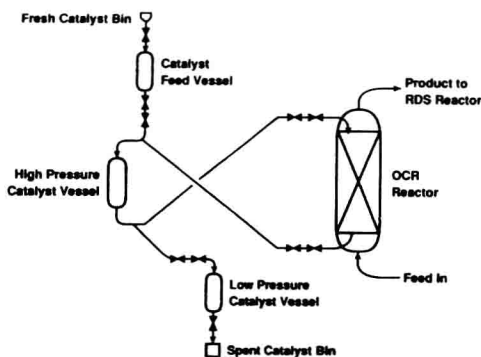 Fresh Catalyst Bin
Catalyst
Feed Vessel
Product to
RDS Reactor
High Pressure
Catalyst Vessel
OCR
Reactor
Feed In
Low Pressure
Catalyst Vessel
Spent Catalyst Bin